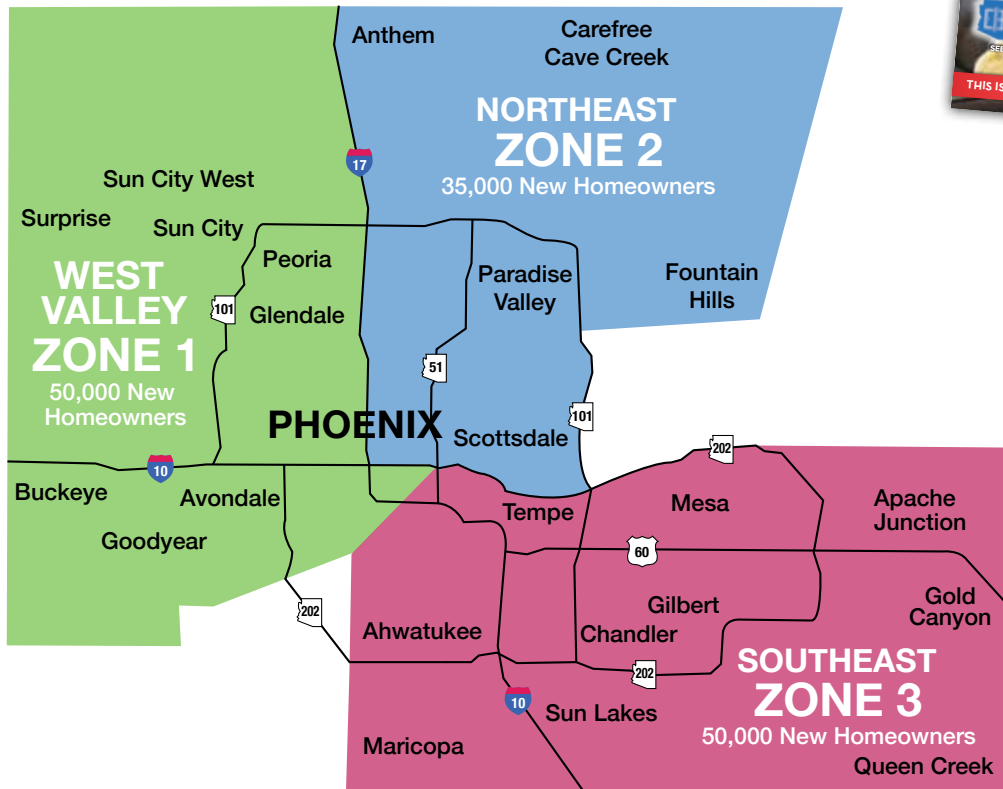 Anthem
Carefree
Cave Creek
THIS IS
NORTHEAST
ZONE 2
35,000 New Homeowners
17
Sun City West
Surprise
Sun City
Peoria
Paradise
Valley
Fountain
Hills
WEST
VALLEY
ZONE 1
50,000 New
Homeowners
101
Glendale
51
PHOENIX
Scottsdale
101
202
10
Buckeye
Avondale
Goodyear
Tempe
Mesa
Apache
Junction
60
202
Ahwatukee
Gilbert
Chandler
Gold
Canyon
202
SOUTHEAST
ZONE 3
50,000 New Homeowners
10
Sun Lakes
Maricopa
Queen Creek